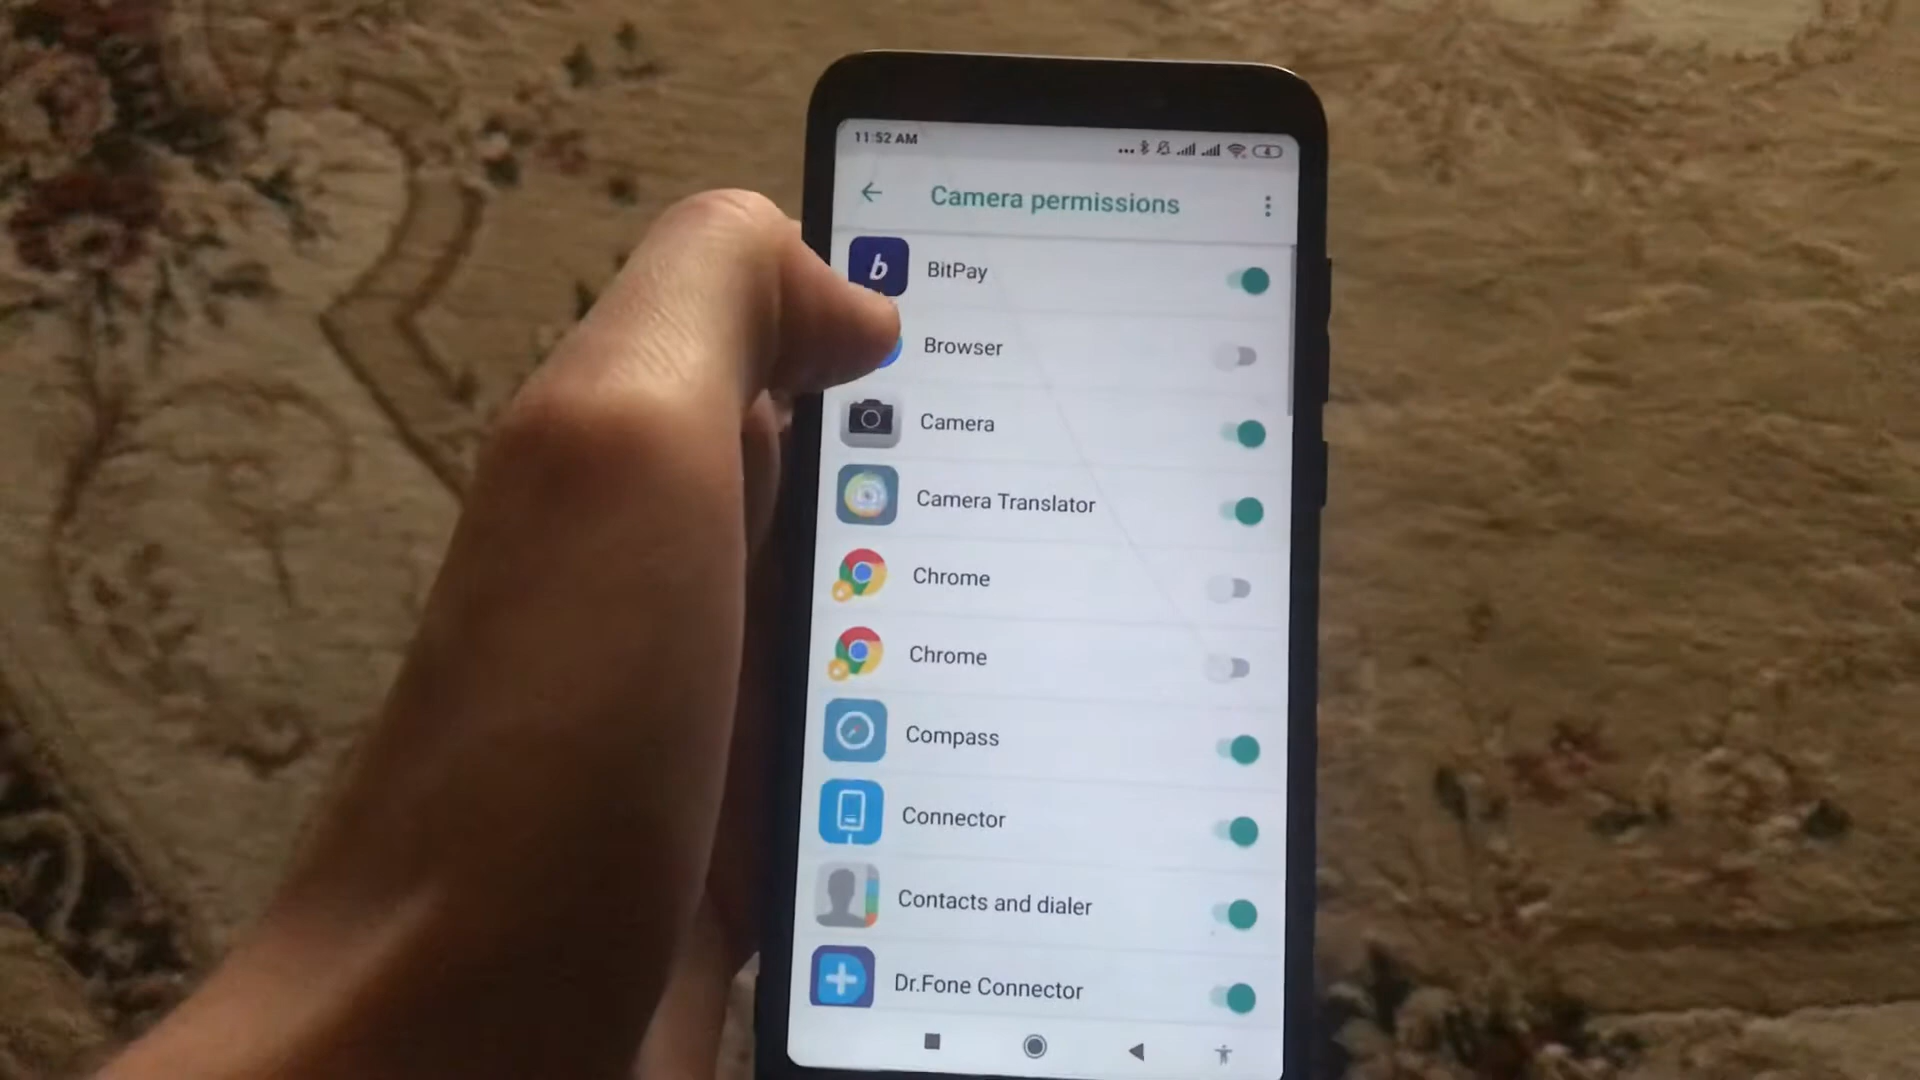 11:52 AM
Camera permissions
b
BitPay
Browser
Camera
Camera Translator
Chrome
Chrome
Compass
Connector
Contacts and dialer
Dr.Fone Connector